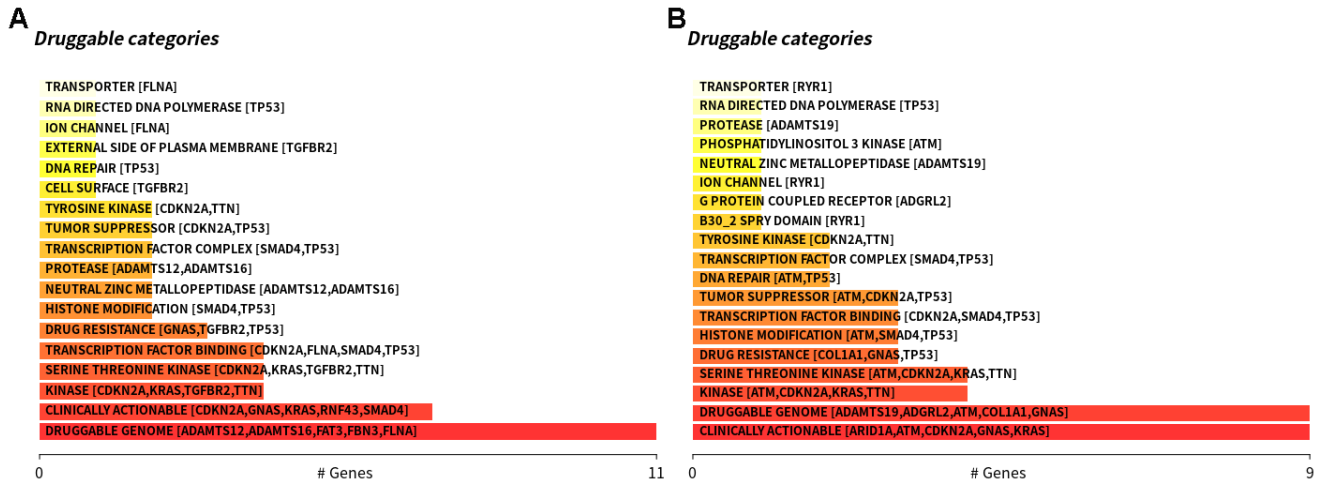 A
Druggable categories
TRANSPORTER [FLNA]
RNA DIRECTED DNA POLYMERASE [TP53]
ION CHANNEL [FLNA]
EXTERNAL SIDE OF PLASMA MEMBRANE [TGFBR2]
DNA REPAIR [TP53]
CELL SURFACE [TGFBR2]
TYROSINE KINASE [CDKN2A,TTN]
TUMOR SUPPRESSOR [CDKN2A,TP53]
TRANSCRIPTION FACTOR COMPLEX [SMAD4,TP53]
PROTEASE [ADAMTS12,ADAMTS16]
NEUTRAL ZINC METALLOPEPTIDASE [ADAMTS12,ADAMTS16]
HISTONE MODIFICATION [SMAD4,TP53]
DRUG RESISTANCE [GNAS,TGFBR2,TP53]
TRANSCRIPTION FACTOR BINDING [CDKN2A,FLNA,SMAD4,TP53]
SERINE THREONINE KINASE [CDKN2A,KRAS,TGFBR2,TTN]
KINASE [CDKN2A,KRAS,TGFBR2,TTN]
CLINICALLY ACTIONABLE [CDKN2A,GNAS,KRAS,RNF43,SMAD4]
DRUGGABLE GENOME [ADAMTS12,ADAMTS16,FAT3,FBN3,FLNA]
0
# Genes
11
B
Druggable categories
TRANSPORTER [RYR1]
RNA DIRECTED DNA POLYMERASE [TP53]
PROTEASE [ADAMTS19]
PHOSPHATIDYLINOSITOL 3 KINASE [ATM]
NEUTRAL ZINC METALLOPEPTIDASE [ADAMTS19]
ION CHANNEL [RYR1]
G PROTEIN COUPLED RECEPTOR [ADGRL2]
B30_2 SPRY DOMAIN [RYR1]
TYROSINE KINASE [CDKN2A,TTN]
TRANSCRIPTION FACTOR COMPLEX [SMAD4,TP53]
DNA REPAIR [ATM,TP53]
TUMOR SUPPRESSOR [ATM,CDKN2A,TP53]
TRANSCRIPTION FACTOR BINDING [CDKN2A,SMAD4,TP53]
HISTONE MODIFICATION [ATM,SMAD4,TP53]
DRUG RESISTANCE [COL1A1,GNAS,TP53]
SERINE THREONINE KINASE [ATM,CDKN2A,KRAS,TTN]
KINASE [ATM,CDKN2A,KRAS,TTN]
DRUGGABLE GENOME [ADAMTS19,ADGRL2,ATM,COL1A1,GNAS]
CLINICALLY ACTIONABLE [ARID1A,ATM,CDKN2A,GNAS,KRAS]
0
# Genes
9